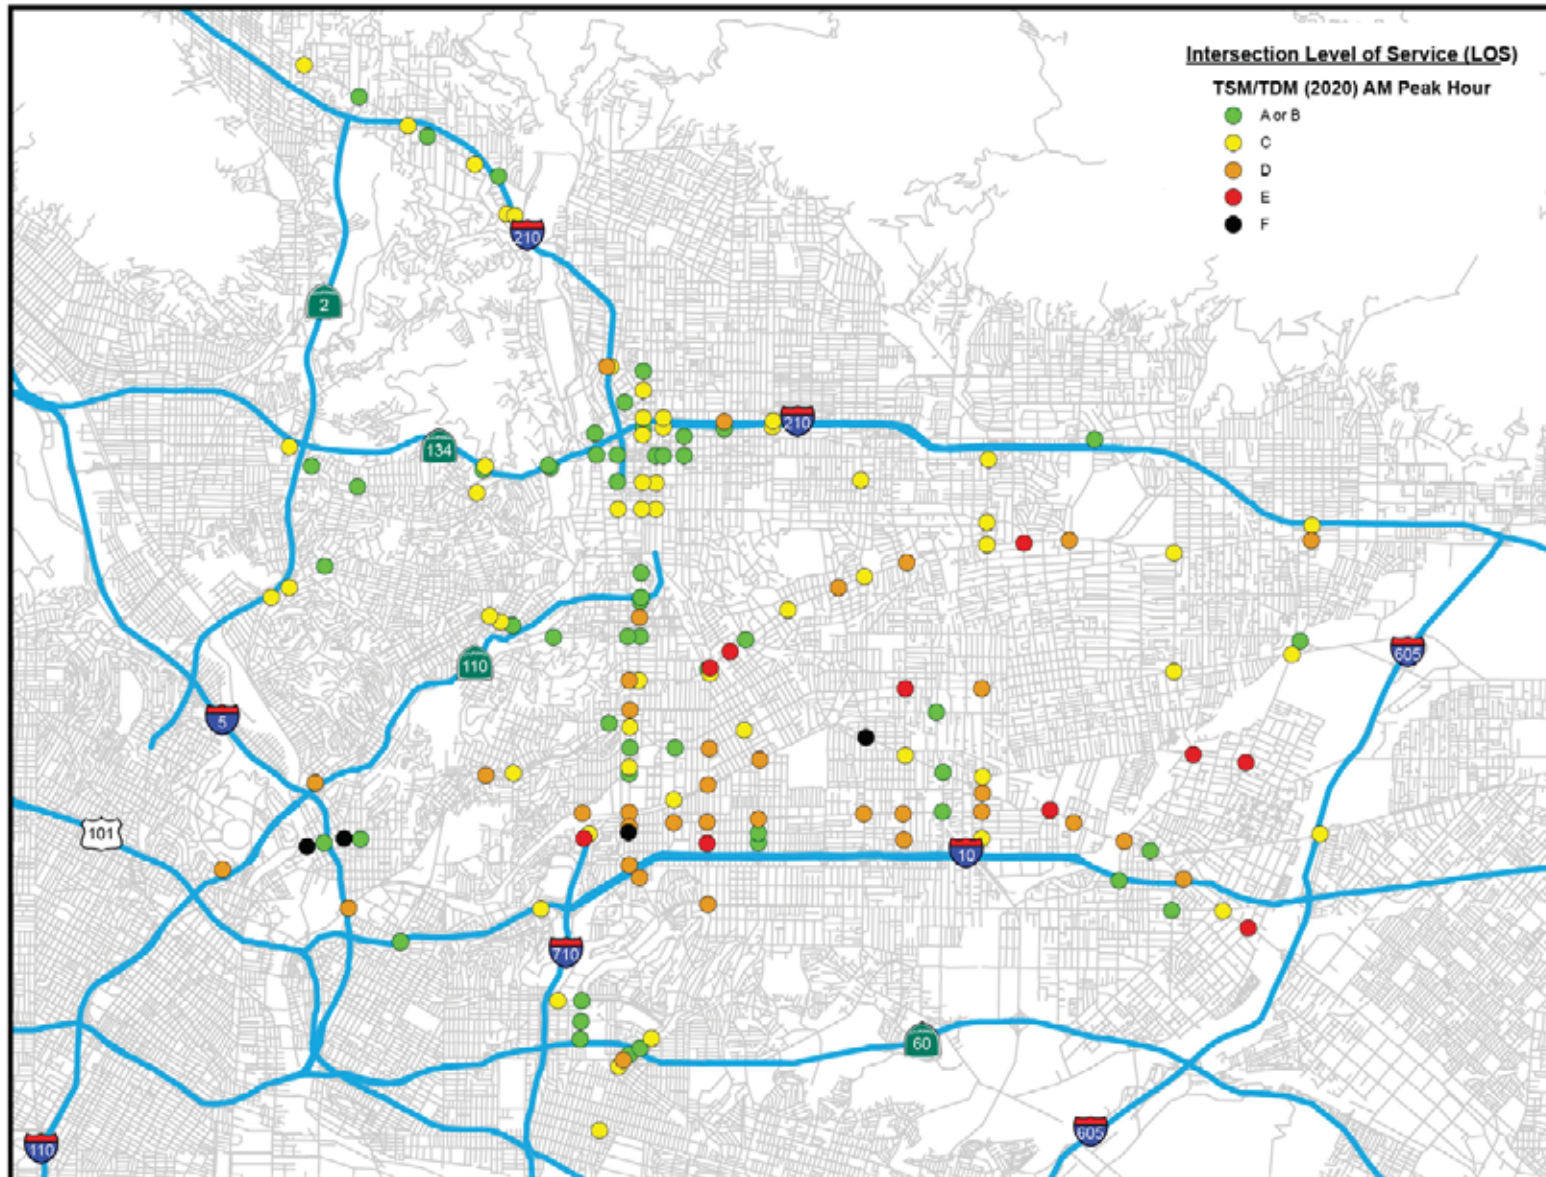 Intersection Level of Service (LOS)
TSM/TDM (2020) AM Peak Hour
A or B
C
D
E
F
210
2
210
134
605
110
5
101
10
710
60
605
110